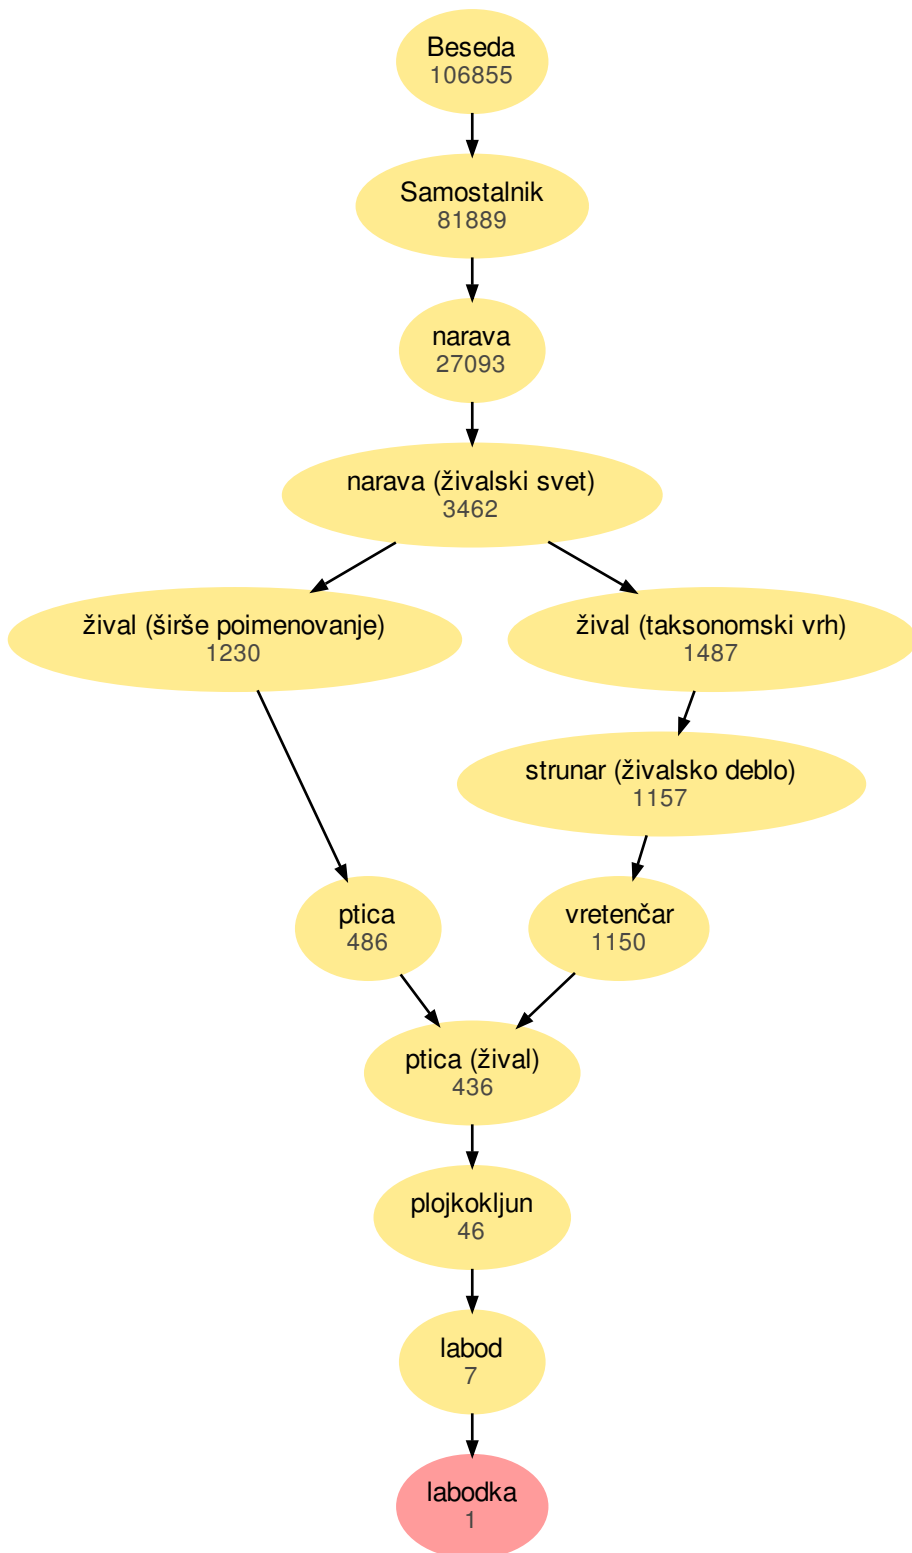 Beseda
106855
Samostalnik
81889
narava
27093
narava (živalski svet)
3462
žival (širše poimenovanje)
1230
žival (taksonomski vrh)
1487
strunar (živalsko deblo)
1157
ptica
486
vretenčar
1150
ptica (žival)
436
plojkokljun
46
labod
7
labodka
1